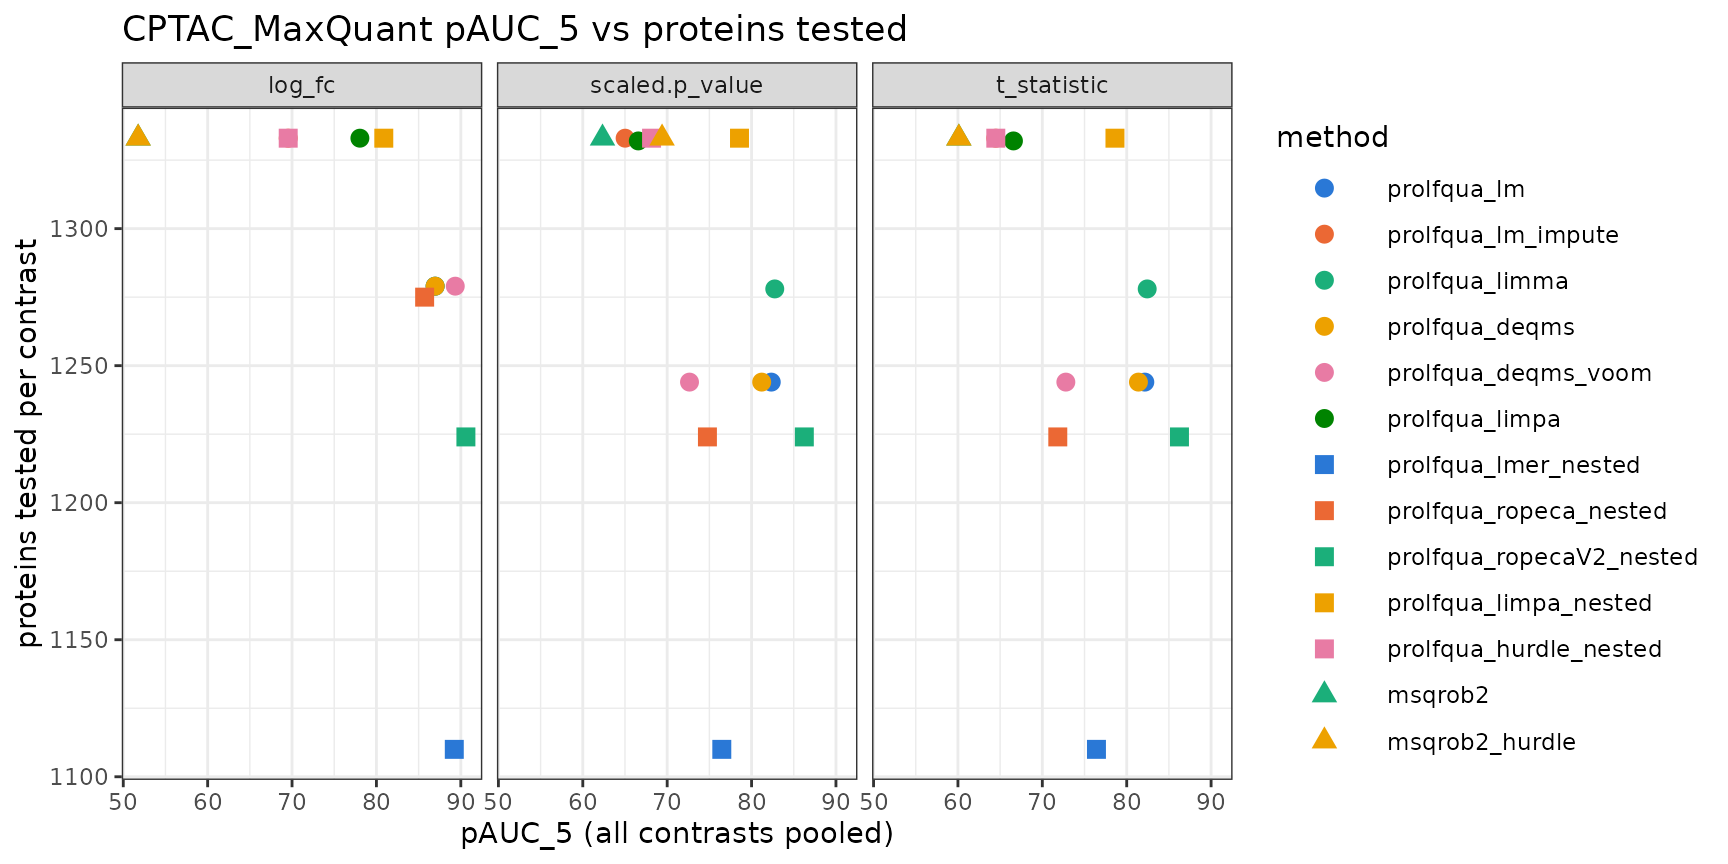 CPTAC_MaxQuant pAUC_5 vs proteins tested
log_fc
scaled.p_value
t_statistic
proteins tested per contrast
1300
1250
1200
1150
1100
50 60 70 80 90
50 60 70 80 90
50 60 70 80 90
pAUC_5 (all contrasts pooled)
method
prolfqua_lm
prolfqua_lm_impute
prolfqua_limma
prolfqua_deqms
prolfqua_deqms_voom
prolfqua_limpa
prolfqua_lmer_nested
prolfqua_ropeca_nested
prolfqua_ropecaV2_nested
prolfqua_limpa_nested
prolfqua_hurdle_nested
msqrob2
msqrob2_hurdle